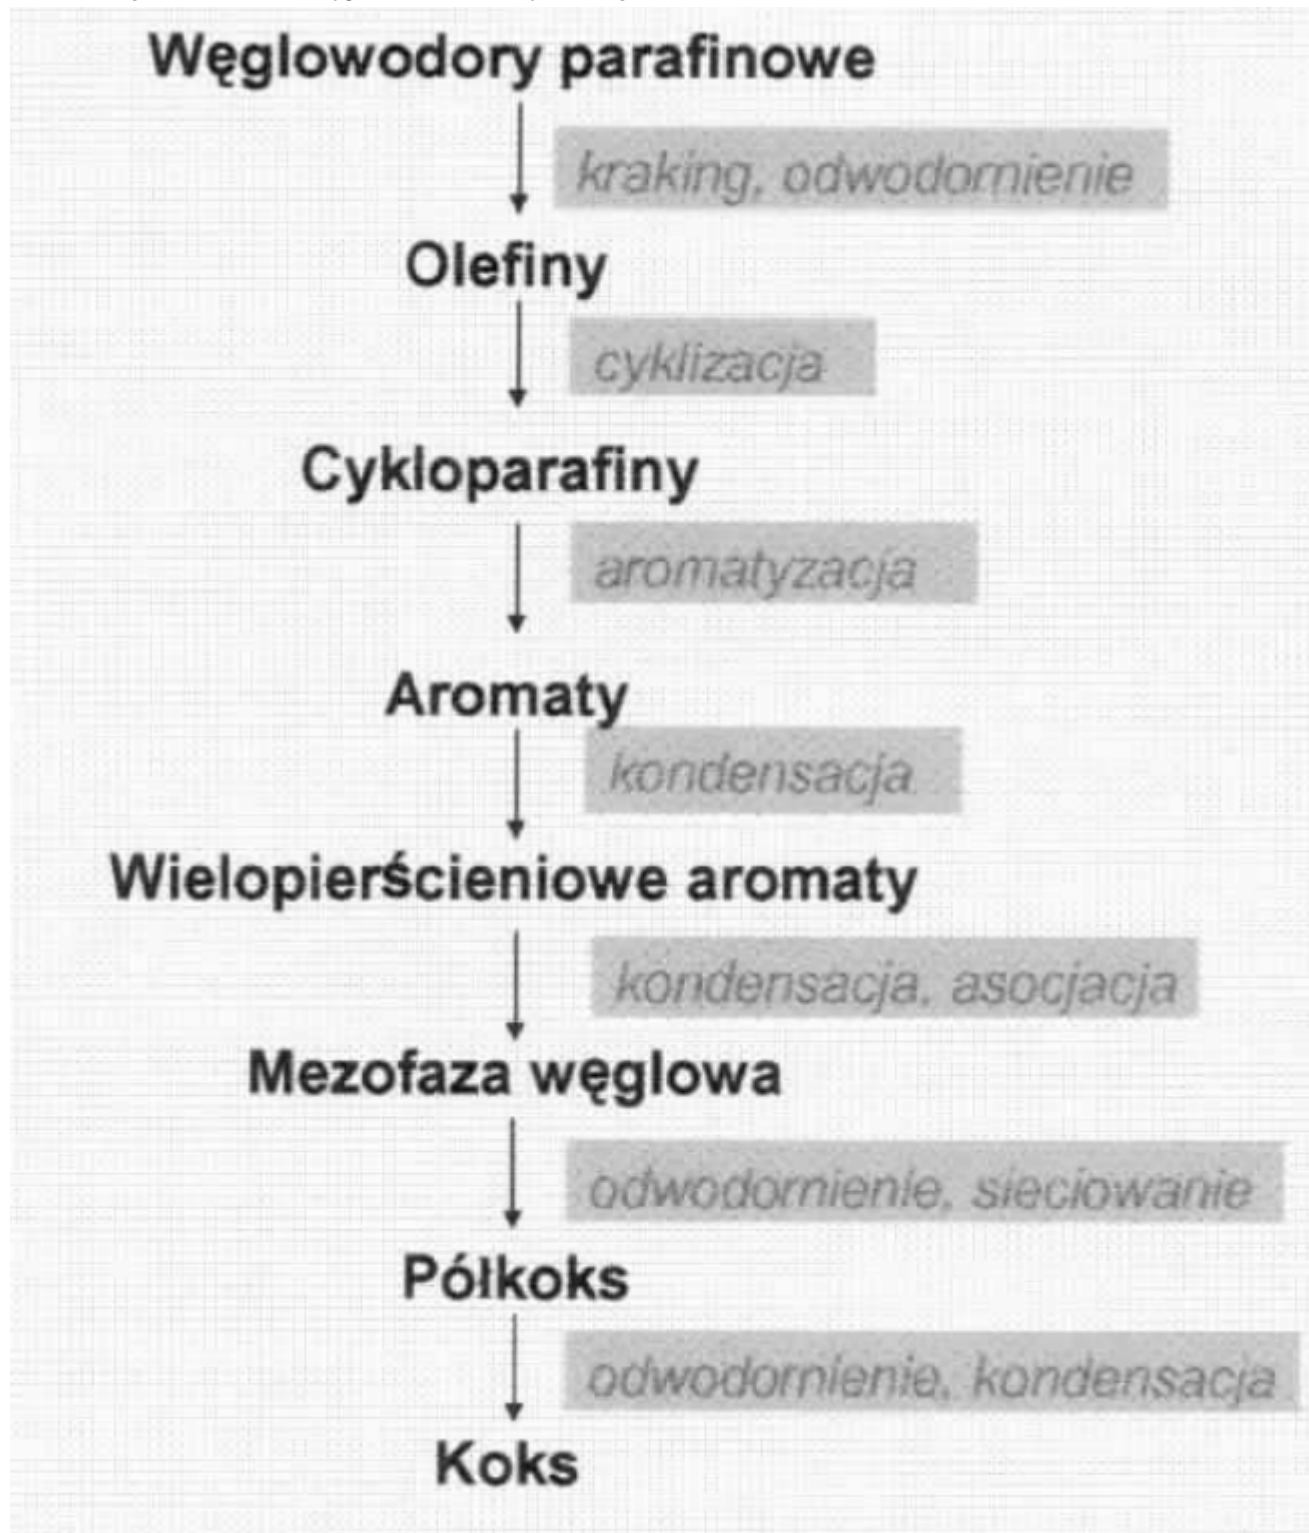 Węglowodory parafinowe
kraking, odwodornienie
Olefiny
cyklizacja
Cykloparafiny
aromatyzacja
Aromaty
kondensacja
Wielopierścieniowe aromaty
kondensacja, asocjacja
Mezofaza węglowa
odwodornienie, sieciowanie
Półkoks
odwodornienie, kondensacja
Koks